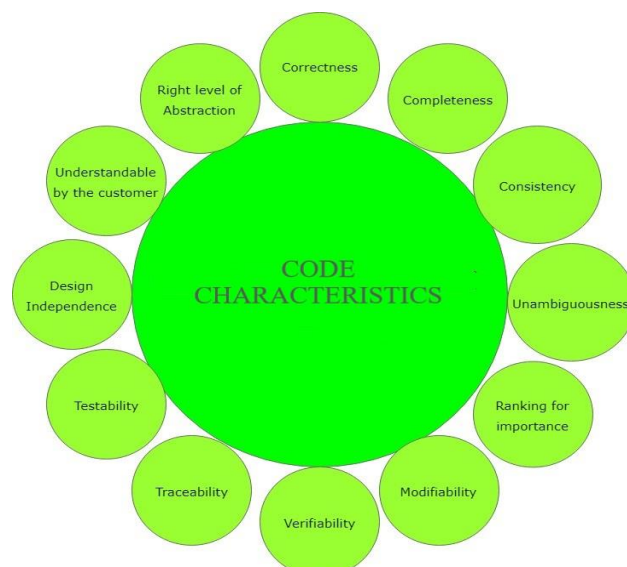 Correctness
Completeness
Consistency
Unambiguousness
Ranking for
importance
Modifiability
Verifiability
Traceability
Testability
Design
Independence
Understandable
by the customer
Right level of
Abstraction
CODE
CHARACTERISTICS